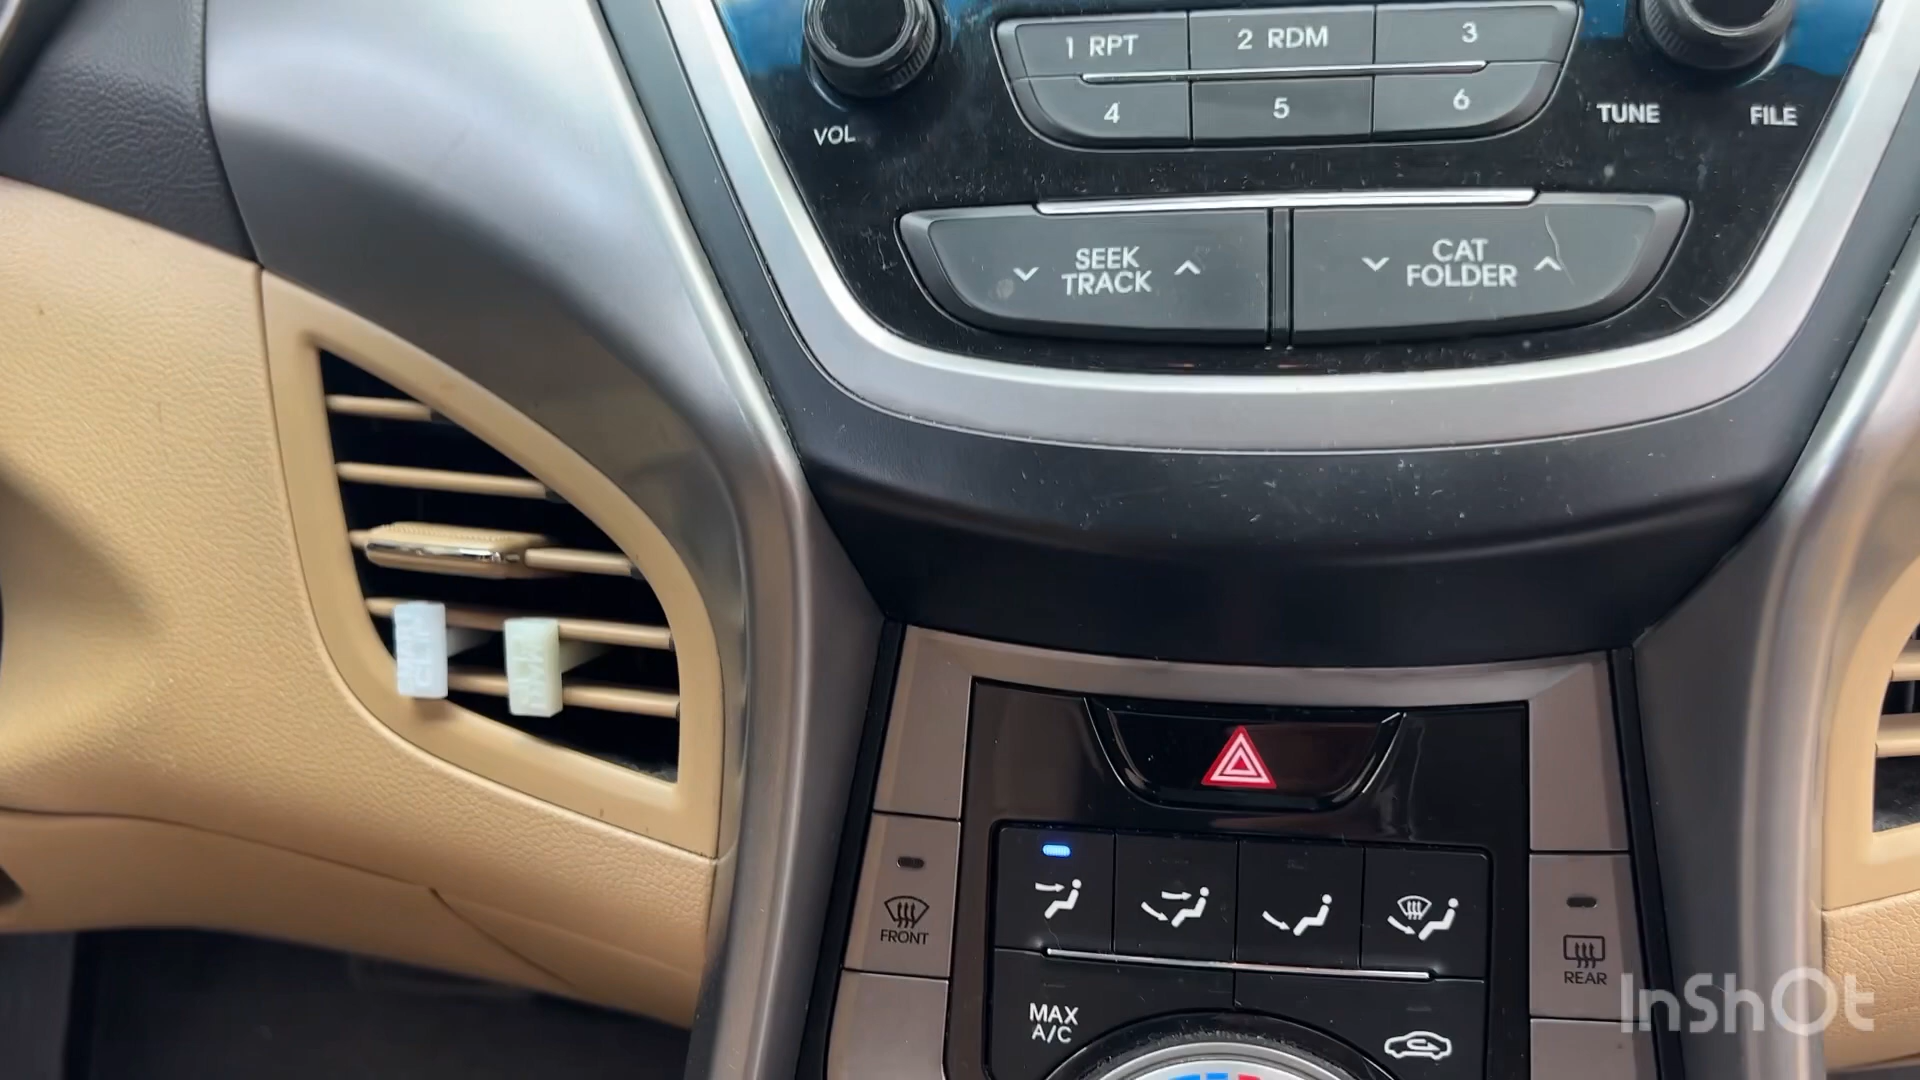 1 RPT
2 RDM
3
4
5
6
VOL
TUNE
FILE
SEEK
TRACK
CAT
FOLDER
FRONT
REAR
MAX
A/C
InShOt